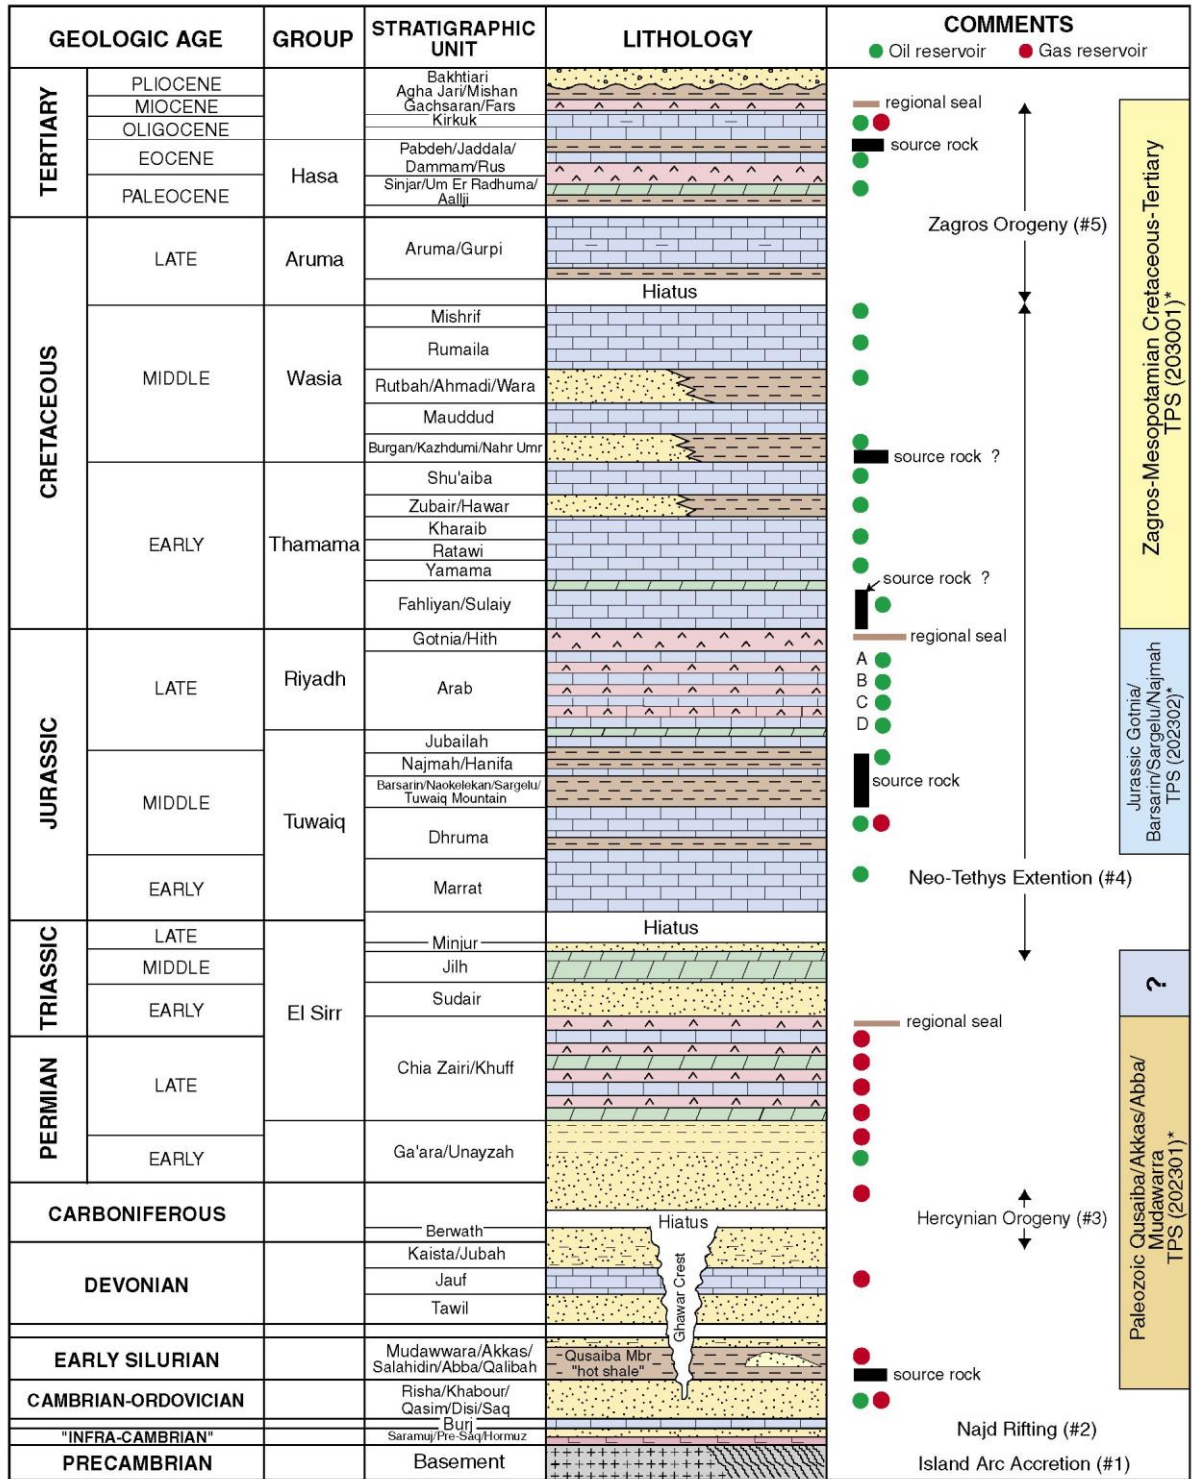 GEOLOGIC AGE
GROUP
STRATIGRAPHIC
UNIT
LITHOLOGY
COMMENTS
Oil reservoir
Gas reservoir
TERTIARY
PLIOCENE
MIOCENE
OLIGOCENE
EOCENE
PALEOCENE
Hasa
Bakhtiari
Agha Jari/Mishan
Gachsaran/Fars
Kirkuk
Pabdeh/Jaddala/
Dammam/Rus
Sinjar/Um Er Radhuma/
Aallji
regional seal
source rock
CRETACEOUS
LATE
Aruma
Aruma/Gurpi
Hiatus
Zagros Orogeny (#5)
MIDDLE
Wasia
Mishrif
Rumaila
Rutbah/Ahmadi/Wara
Mauddud
Burgan/Kazhdumi/Nahr Umr
source rock ?
EARLY
Thamama
Shu'aiba
Zubair/Hawar
Kharaib
Ratawi
Yamama
Fahliyan/Sulaiy
source rock ?
Zagros-Mesopotamian Cretaceous-Tertiary
TPS (203001)*
JURASSIC
LATE
Riyadh
Gotnia/Hith
Arab
regional seal
A
B
C
D
MIDDLE
Tuwaiq
Jubailah
Najmah/Hanifa
Barsarin/Naokelekan/Sargelu/
Tuwaiq Mountain
Dhruma
source rock
EARLY
Marrat
Neo-Tethys Extention (#4)
Jurassic Gotnia/
Barsarin/Sargelu/Najmah
TPS (202302)*
TRIASSIC
LATE
MIDDLE
EARLY
El Sirr
Hiatus
Minjur
Jilh
Sudair
?
regional seal
PERMIAN
LATE
EARLY
Chia Zairi/Khuff
Ga'ara/Unayzah
CARBONIFEROUS
Berwath
Hiatus
Hercynian Orogeny (#3)
DEVONIAN
Kaista/Jubah
Jauf
Tawil
Ghawar Crest
EARLY SILURIAN
Mudawwara/Akkas/
Salahidin/Abba/Qalibah
Qusaiba Mbr
"hot shale"
source rock
Paleozoic Qusaiba/Akkas/Abba/
Mudawarra
TPS (202301)*
CAMBRIAN-ORDOVICIAN
Risha/Khabour/
Qasim/Disi/Saq
Burj
"INFRA-CAMBRIAN"
Saramuj/Pre-Saq/Hormuz
Najd Rifting (#2)
PRECAMBRIAN
Basement
Island Arc Accretion (#1)